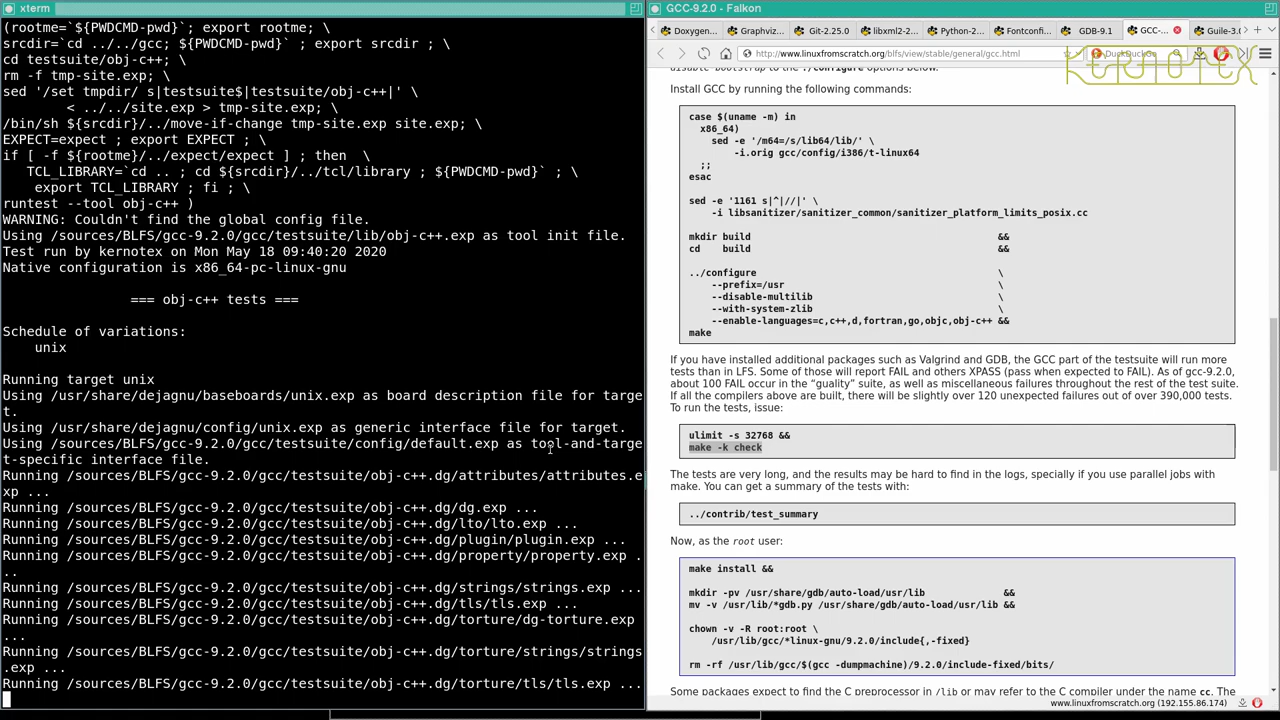 xterm
(rootme=`${PWDCMD-pwd}`; export rootme; \
srcdir=`cd ../../gcc; ${PWDCMD-pwd}` ; export srcdir ; \
cd testsuite/obj-c++; \
rm -f tmp-site.exp; \
sed '/set tmpdir/ s|testsuite$|testsuite/obj-c++|' \
< ../../site.exp > tmp-site.exp; \
/bin/sh ${srcdir}/../move-if-change tmp-site.exp site.exp; \
EXPECT=expect ; export EXPECT ; \
if [ -f ${rootme}/../expect/expect ] ; then \
TCL_LIBRARY=`cd .. ; cd ${srcdir}/../tcl/library ; ${PWDCMD-pwd}` ; \
export TCL_LIBRARY ; fi ; \
runtest --tool obj-c++ )
WARNING: Couldn't find the global config file.
Using /sources/BLFS/gcc-9.2.0/gcc/testsuite/lib/obj-c++.exp as tool init file.
Test run by kernotex on Mon May 18 09:40:20 2020
Native configuration is x86_64-pc-linux-gnu
=== obj-c++ tests ===
Schedule of variations:
unix
Running target unix
Using /usr/share/dejagnu/baseboards/unix.exp as board description file for targe
t.
Using /usr/share/dejagnu/config/unix.exp as generic interface file for target.
Using /sources/BLFS/gcc-9.2.0/gcc/testsuite/config/default.exp as tool-and-targe
t-specific interface file.
Running /sources/BLFS/gcc-9.2.0/gcc/testsuite/obj-c++.dg/attributes/attributes.e
xp ...
Running /sources/BLFS/gcc-9.2.0/gcc/testsuite/obj-c++.dg/dg.exp ...
Running /sources/BLFS/gcc-9.2.0/gcc/testsuite/obj-c++.dg/lto/lto.exp ...
Running /sources/BLFS/gcc-9.2.0/gcc/testsuite/obj-c++.dg/plugin/plugin.exp ...
Running /sources/BLFS/gcc-9.2.0/gcc/testsuite/obj-c++.dg/property/property.exp .
..
Running /sources/BLFS/gcc-9.2.0/gcc/testsuite/obj-c++.dg/strings/strings.exp ...
Running /sources/BLFS/gcc-9.2.0/gcc/testsuite/obj-c++.dg/tls/tls.exp ...
Running /sources/BLFS/gcc-9.2.0/gcc/testsuite/obj-c++.dg/torture/dg-torture.exp
...
Running /sources/BLFS/gcc-9.2.0/gcc/testsuite/obj-c++.dg/torture/strings/strings
.exp ...
Running /sources/BLFS/gcc-9.2.0/gcc/testsuite/obj-c++.dg/torture/tls/tls.exp ...
GCC-9.2.0 - Falkon
Doxygen... Graphviz... Git-2.25.0 libxml2-... Python-2... Fontconfi... GDB-9.1 GCC-... Guile-3.0
http://www.linuxfromscratch.org/blfs/view/stable/general/gcc.html DuckDuckGo
KERNOTEX
disable-bootstrap to the ./configure options below.
Install GCC by running the following commands:
case $(uname -m) in
x86_64)
sed -e '/m64=/s/lib64/lib/' \
-i.orig gcc/config/i386/t-linux64
;;
esac
sed -e '1161 s|^|//|' \
-i libsanitizer/sanitizer_common/sanitizer_platform_limits_posix.cc
mkdir build &&
cd build &&
../configure \
--prefix=/usr \
--disable-multilib \
--with-system-zlib \
--enable-languages=c,c++,d,fortran,go,objc,obj-c++ &&
make
If you have installed additional packages such as Valgrind and GDB, the GCC part of the testsuite will run more
tests than in LFS. Some of those will report FAIL and others XPASS (pass when expected to FAIL). As of gcc-9.2.0,
about 100 FAIL occur in the “guality” suite, as well as miscellaneous failures throughout the rest of the test suite.
If all the compilers above are built, there will be slightly over 120 unexpected failures out of over 390,000 tests.
To run the tests, issue:
ulimit -s 32768 &&
make -k check
The tests are very long, and the results may be hard to find in the logs, specially if you use parallel jobs with
make. You can get a summary of the tests with:
../contrib/test_summary
Now, as the root user:
make install &&
mkdir -pv /usr/share/gdb/auto-load/usr/lib &&
mv -v /usr/lib/*gdb.py /usr/share/gdb/auto-load/usr/lib &&
chown -v -R root:root \
/usr/lib/gcc/*linux-gnu/9.2.0/include{,-fixed}
rm -rf /usr/lib/gcc/$(gcc -dumpmachine)/9.2.0/include-fixed/bits/
Some packages expect to find the C preprocessor in /lib or may refer to the C compiler under the name cc. The
www.linuxfromscratch.org (192.155.86.174)